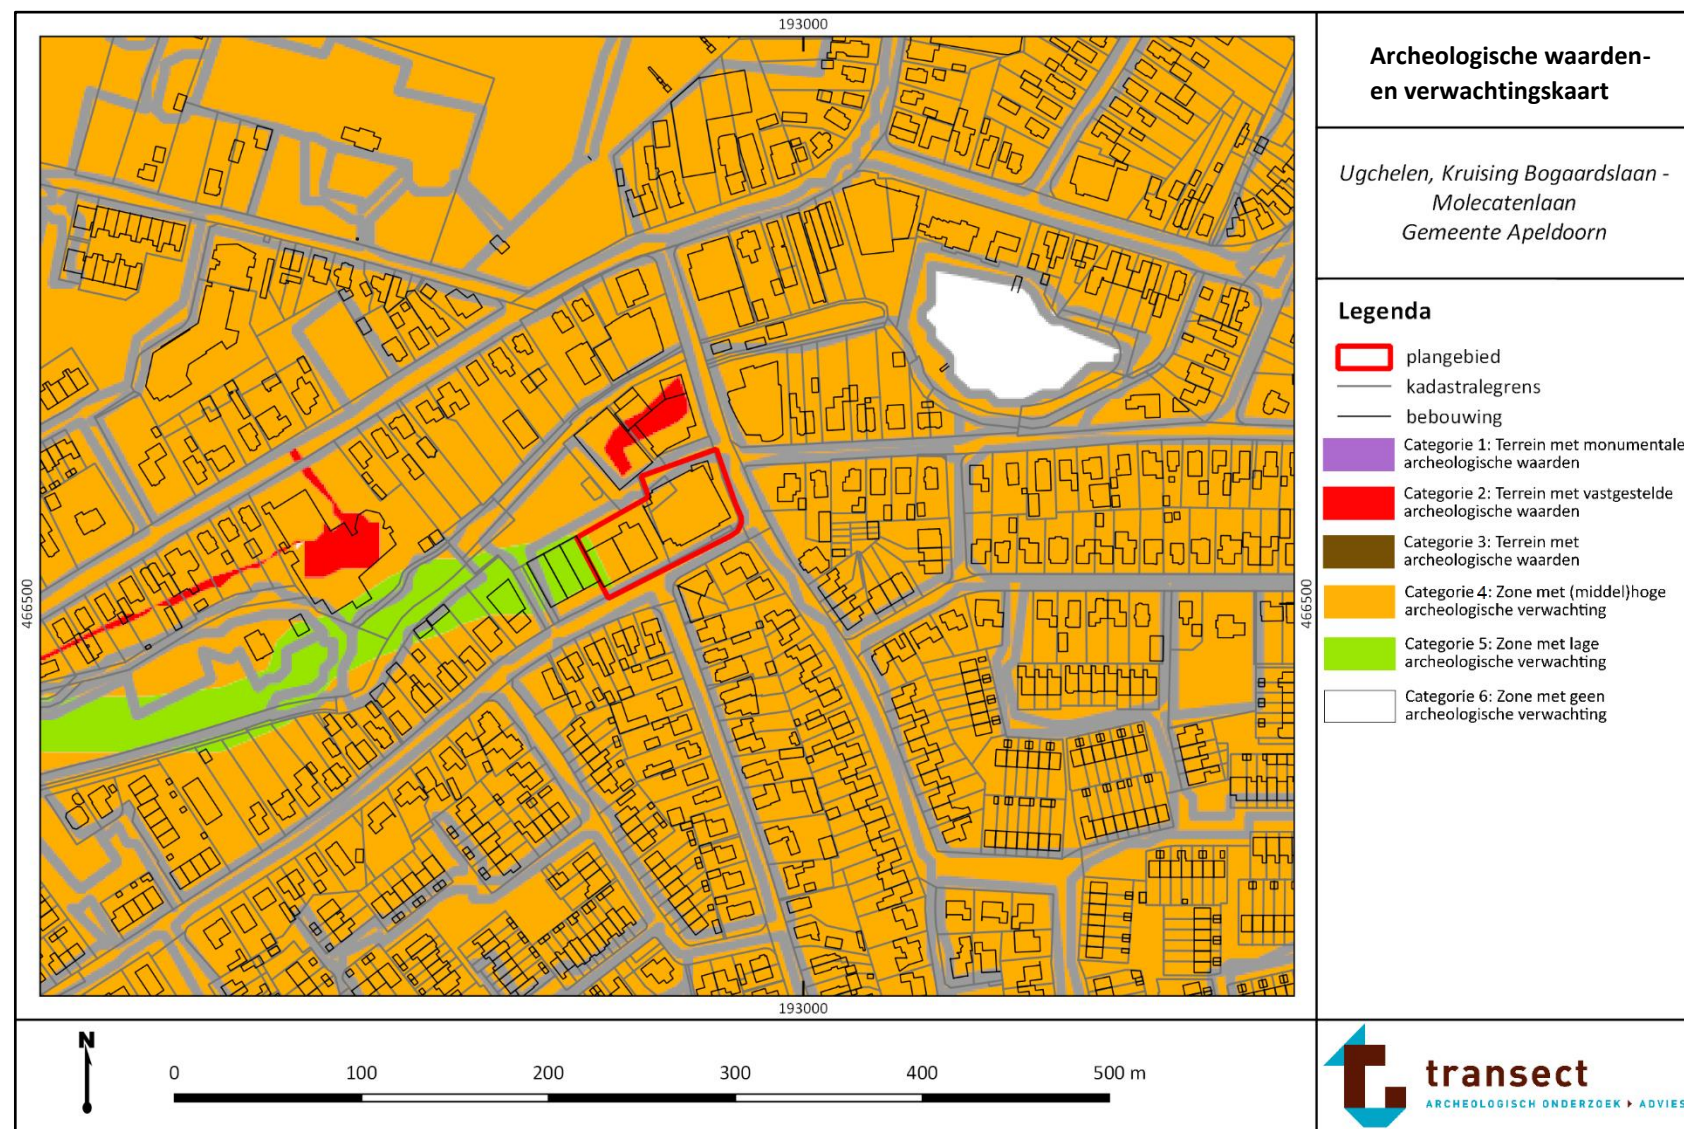 193000
466500
466500
193000
Archeologische waarden-
en verwachtingskaart
Ugchelen, Kruising Bogaardslaan -
Molecatenlaan
Gemeente Apeldoorn
Legenda
plangebied
kadastralegrens
bebouwing
Categorie 1: Terrein met monumentale
archeologische waarden
Categorie 2: Terrein met vastgestelde
archeologische waarden
Categorie 3: Terrein met
archeologische waarden
Categorie 4: Zone met (middel)hoge
archeologische verwachting
Categorie 5: Zone met lage
archeologische verwachting
Categorie 6: Zone met geen
archeologische verwachting
N
0 100 200 300 400 500 m
transect
ARCHEOLOGISCH ONDERZOEK ADVIES